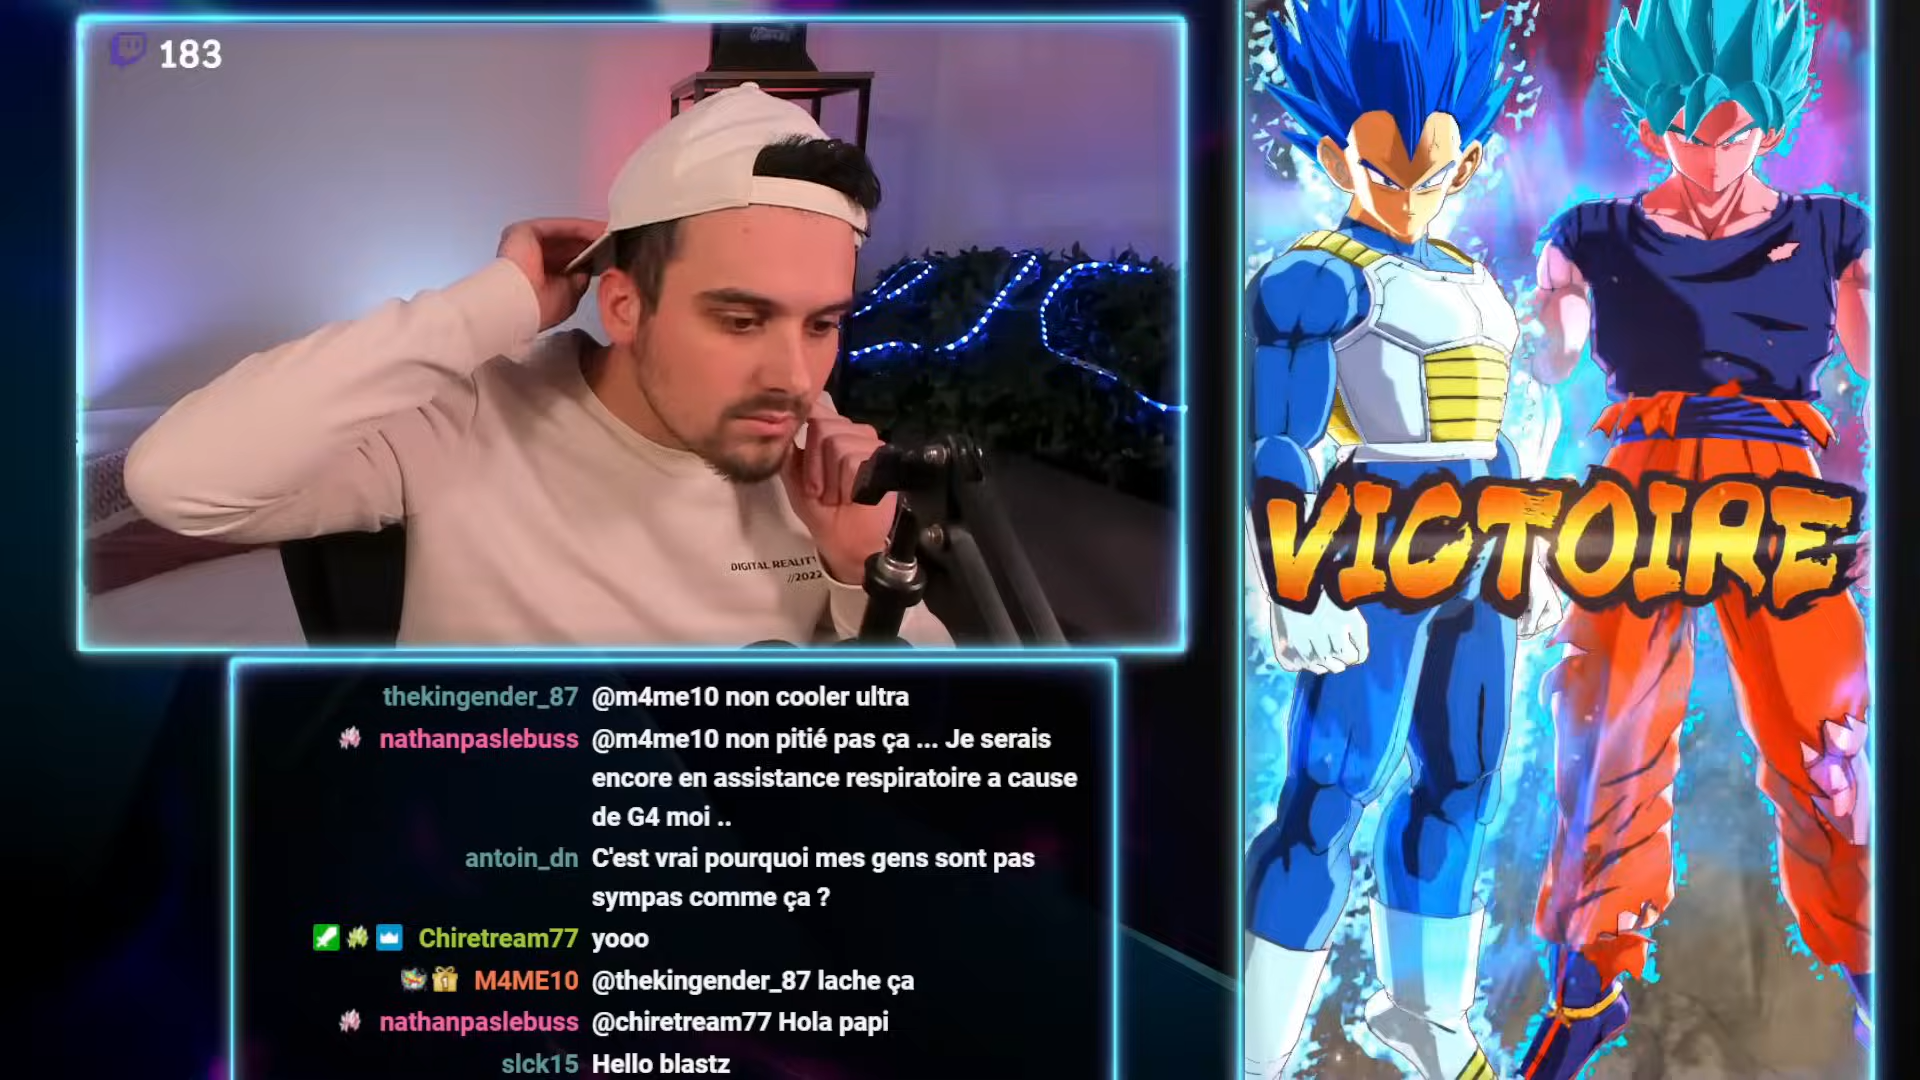 183
DIGITAL REALITY
//2022
VICTOIRE
thekingender_87 @m4me10 non cooler ultra
nathanpaslebuss @m4me10 non pitié pas ça ... Je serais
encore en assistance respiratoire a cause
de G4 moi ..
antoin_dn C'est vrai pourquoi mes gens sont pas
sympas comme ça ?
Chiretream77 yooo
M4ME10 @thekingender_87 lache ça
nathanpaslebuss @chiretream77 Hola papi
slck15 Hello blastz